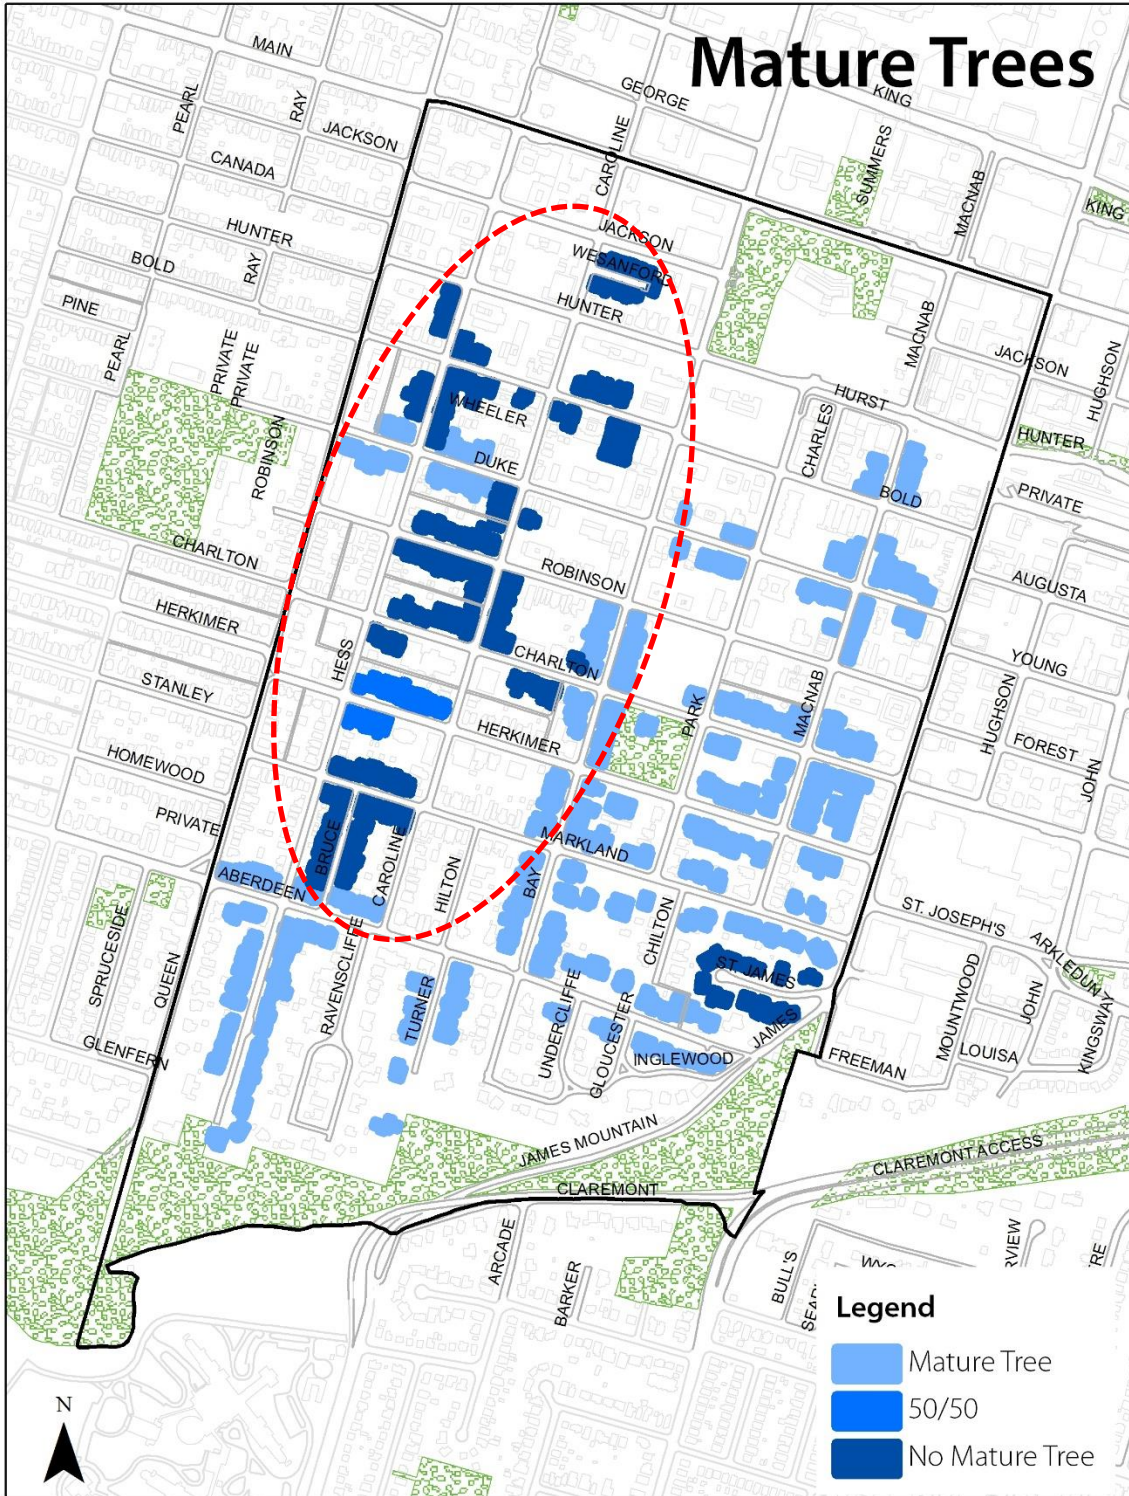 Mature Trees
MAIN
GEORGE
KING
PEARL
RAY
JACKSON
CAROLINE
SUMMERS
MACNAB
CANADA
KING
HUNTER
JACKSON
BOLD
RAY
WESANFORD
PINE
HUNTER
MACNAB
JACKSON
PEARL
PRIVATE
PRIVATE
HURST
HUGHSON
WHEELER
CHARLES
HUNTER
ROBINSON
DUKE
BOLD
PRIVATE
CHARLTON
ROBINSON
AUGUSTA
HERKIMER
HESS
CHARLTON
YOUNG
STANLEY
PARK
MACNAB
HUGHSON
HERKIMER
FOREST
HOMEWOOD
JOHN
PRIVATE
BRUCE
CAROLINE
MARKLAND
ABERDEEN
HILTON
BAY
ST. JOSEPH'S
SPRUCESIDE
QUEEN
RAVENSCLIFFE
CHILTON
ARKLEDUN
ST. JAMES
MOUNTWOOD
JOHN
TURNER
UNDERCLIFFE
GLOUCESTER
JAMES
KINGSWAY
GLENFERN
INGLEWOOD
FREEMAN
LOUISA
JAMES MOUNTAIN
CLAREMONT ACCESS
CLAREMONT
ARCADE
BARKER
BULL'S
RVIEW
Legend
Mature Tree
50/50
No Mature Tree
N